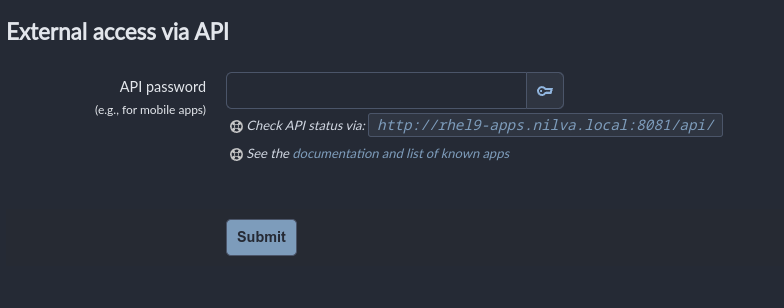 External access via API
API password
(e.g., for mobile apps)
Check API status via: http://rhel9-apps.nilva.local:8081/api/
See the documentation and list of known apps
Submit